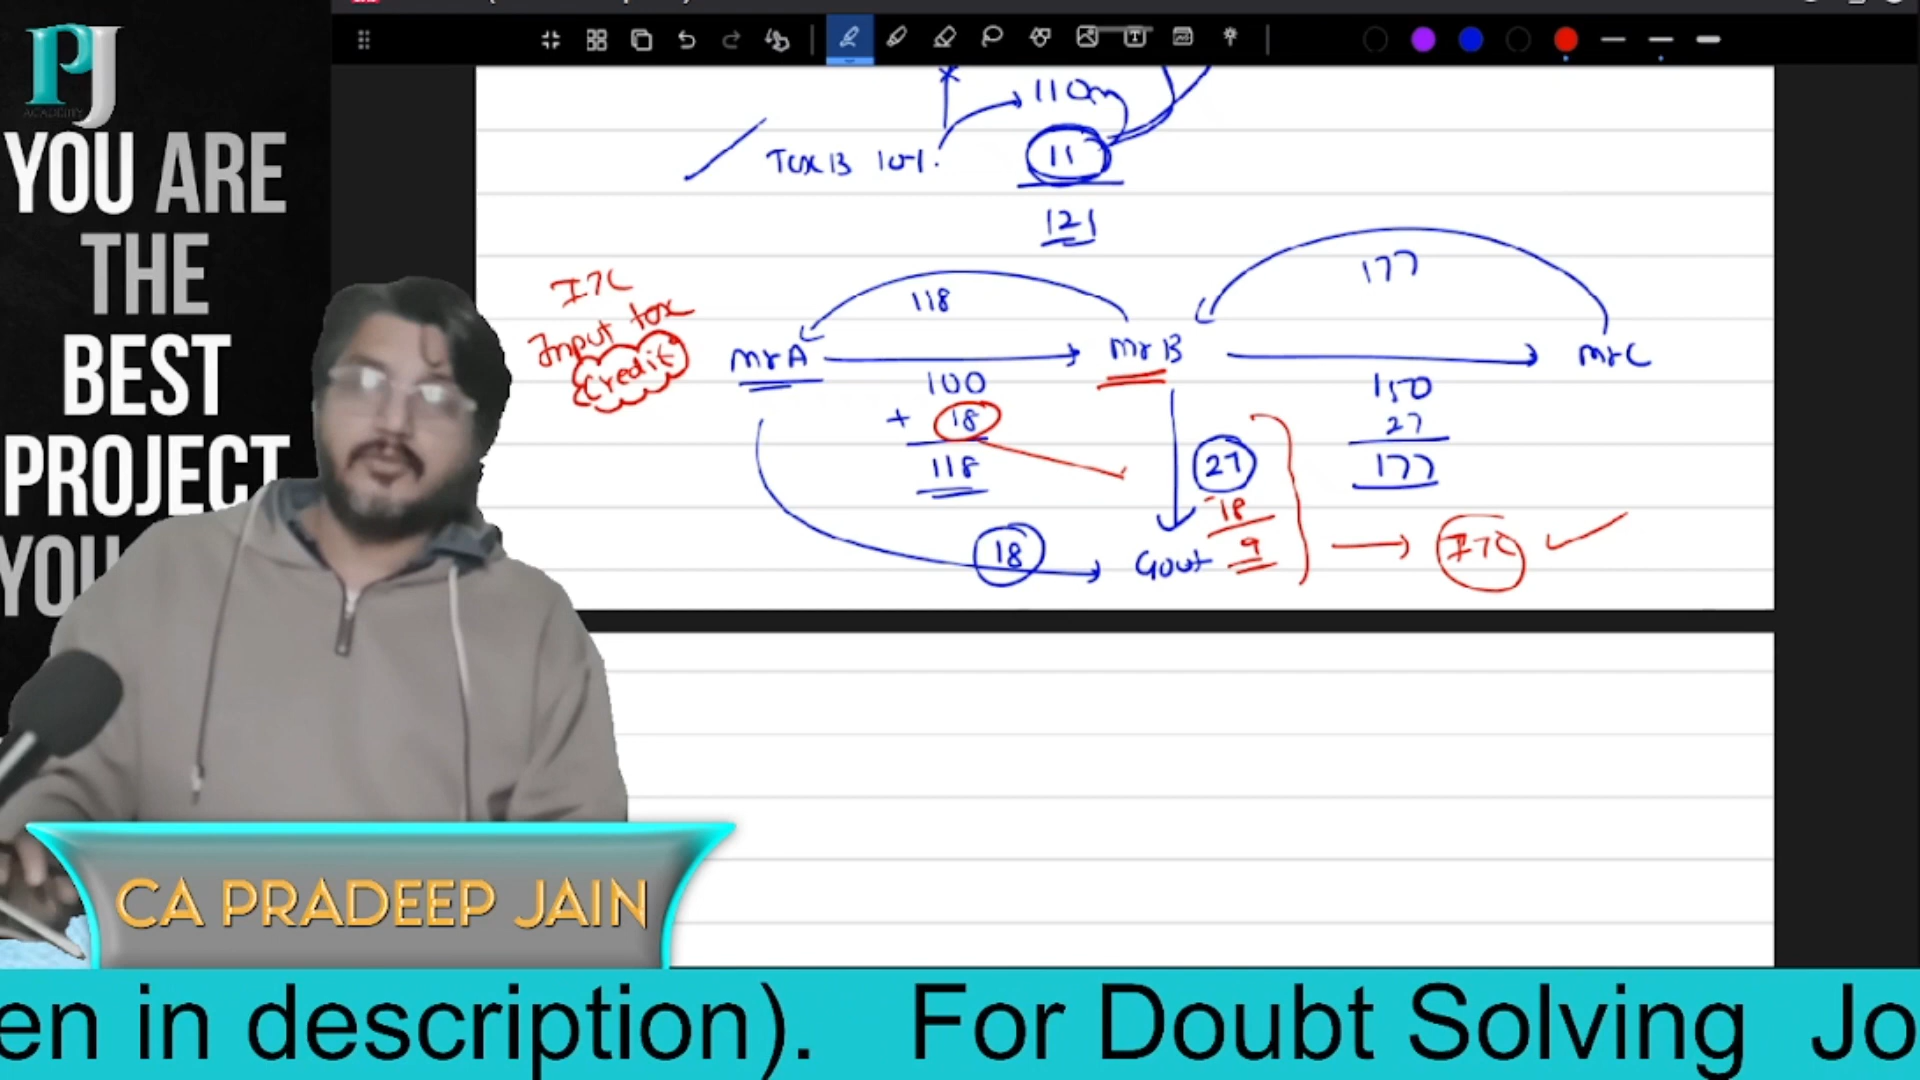 PJ
ACADEMY
YOU ARE
THE
BEST
PROJECT
YOU
110
Tax B 10%.
11
121
ITC
Input tax
Credit
118
177
Mr A
Mr B
Mr C
100
+ 18
118
150
27
177
27
18
9
18
Govt
ITC
CA PRADEEP JAIN
en in description). For Doubt Solving Jo